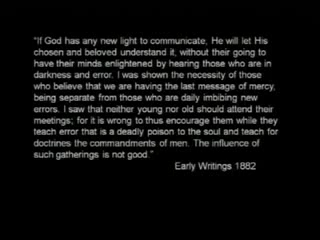 "If God has any new light to communicate, He will let His
chosen and beloved understand it, without their going to
have their minds enlightened by hearing those who are in
darkness and error. I was shown the necessity of those
who believe that we are having the last message of mercy,
being separate from those who are daily imbibing new
errors. I saw that neither young nor old should attend their
meetings; for it is wrong to thus encourage them while they
teach error that is a deadly poison to the soul and teach for
doctrines the commandments of men. The influence of
such gatherings is not good."
Early Writings 1882